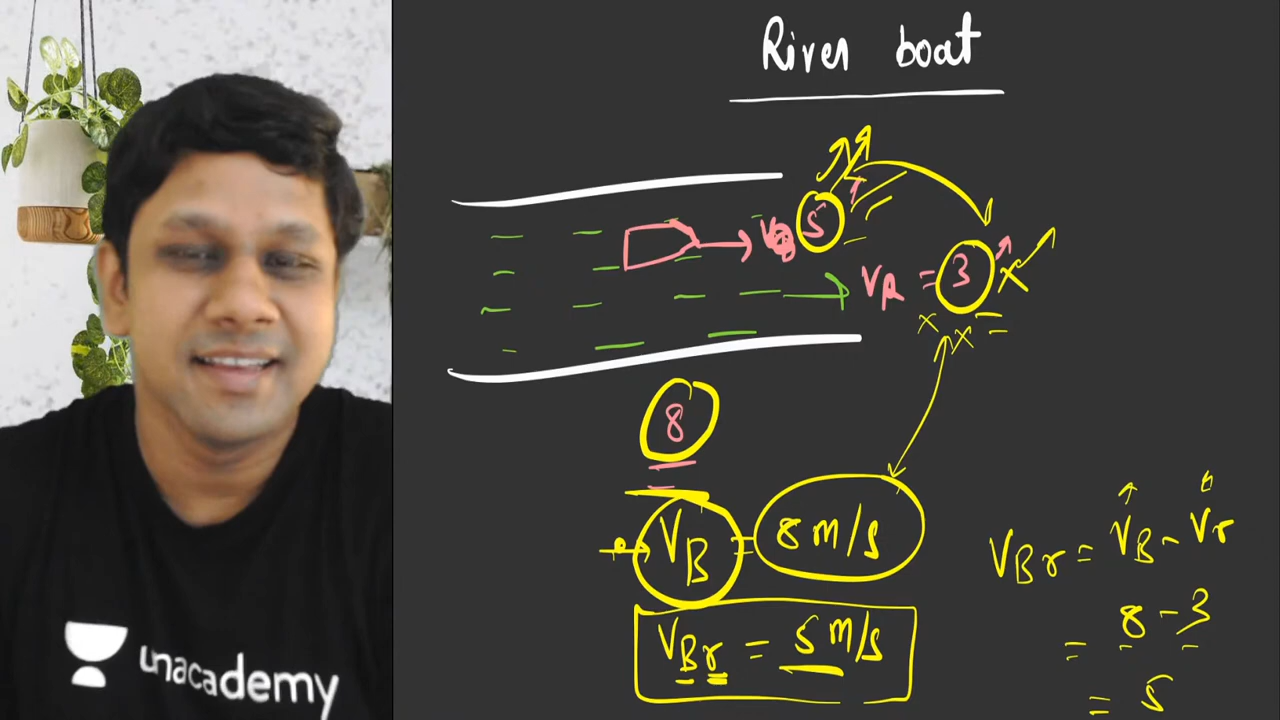 River boat
5
VR = 3
8
VB = 8 m/s
VBr = 5 m/s
VBr = VB - Vr
= 8 - 3
= 5
unacademy